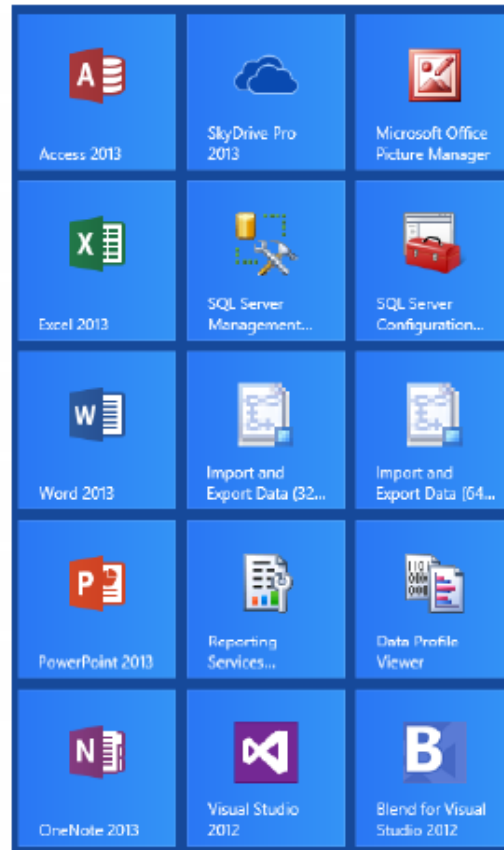 Access 2013
SkyDrive Pro
2013
Microsoft Office
Picture Manager
Excel 2013
SQL Server
Management...
SQL Server
Configuration...
Word 2013
Import and
Export Data (32...
Import and
Export Data (64...
PowerPoint 2013
Reporting
Services...
Data Profile
Viewer
OneNote 2013
Visual Studio
2012
Blend for Visual
Studio 2012